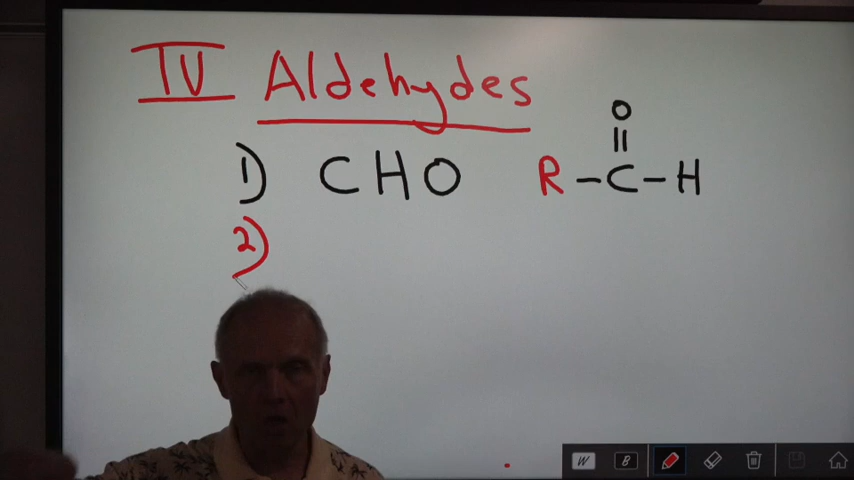 IV Aldehydes
O
||
1) CHO R-C-H
2)
W B